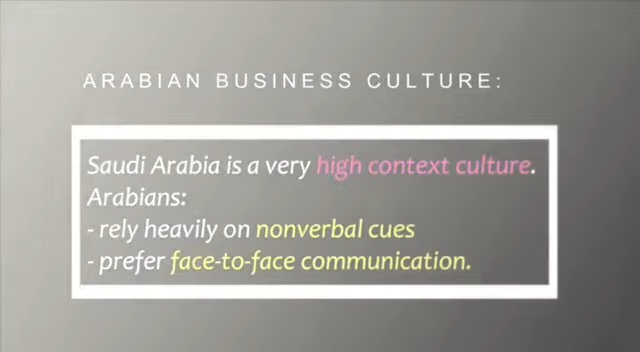 ARABIAN BUSINESS CULTURE:
Saudi Arabia is a very high context culture.
Arabians:
- rely heavily on nonverbal cues
- prefer face-to-face communication.